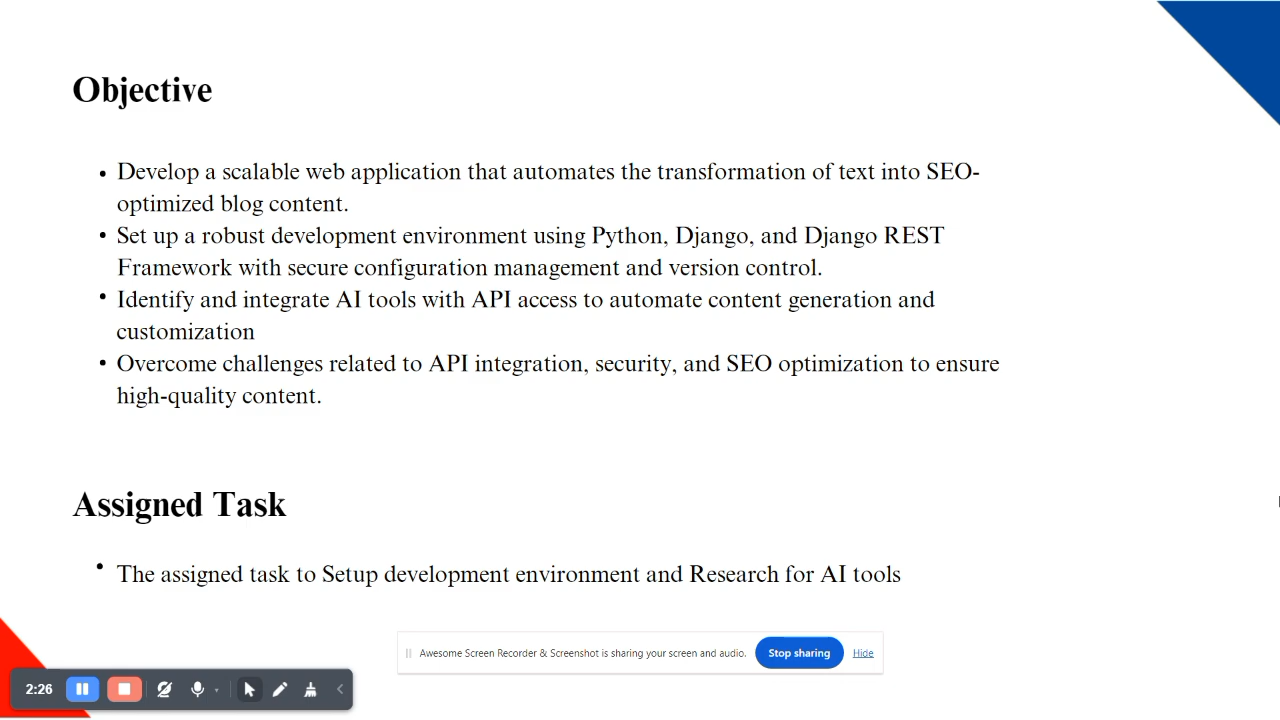 Objective
• Develop a scalable web application that automates the transformation of text into SEO-
optimized blog content.
• Set up a robust development environment using Python, Django, and Django REST
Framework with secure configuration management and version control.
• Identify and integrate AI tools with API access to automate content generation and
customization
• Overcome challenges related to API integration, security, and SEO optimization to ensure
high-quality content.
Assigned Task
• The assigned task to Setup development environment and Research for AI tools
Awesome Screen Recorder & Screenshot is sharing your screen and audio. Stop sharing Hide
2:26